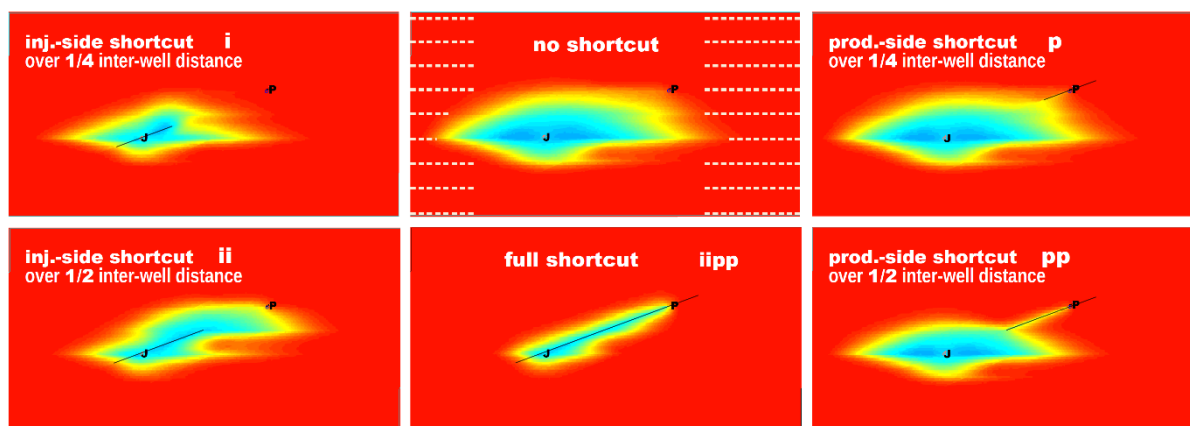 inj.-side shortcut i
over 1/4 inter-well distance
P
J
no shortcut
P
J
prod.-side shortcut p
over 1/4 inter-well distance
P
J
inj.-side shortcut ii
over 1/2 inter-well distance
P
J
full shortcut iipp
P
J
prod.-side shortcut pp
over 1/2 inter-well distance
P
J